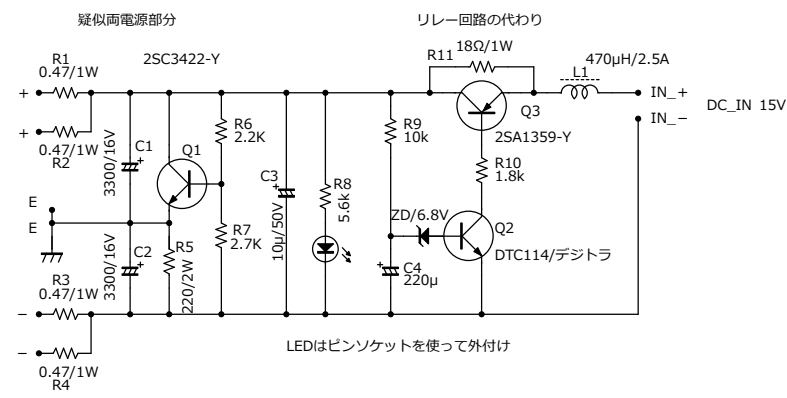 疑似両電源部分
リレー回路の代わり
R1
0.47/1W
2SC3422-Y
R11
18Ω/1W
470μH/2.5A
L1
+
IN_+
DC_IN 15V
IN_−
Q3
2SA1359-Y
+
0.47/1W
R2
3300/16V
C1
+
Q1
R6
2.2K
R9
10k
R10
1.8k
C3
+
10μ/50V
R8
5.6k
E
E
ZD/6.8V
Q2
DTC114/デジトラ
R7
2.7K
3300/16V
C2
+
R5
220/2W
+
C4
220μ
R3
0.47/1W
−
−
0.47/1W
R4
LEDはピンソケットを使って外付け